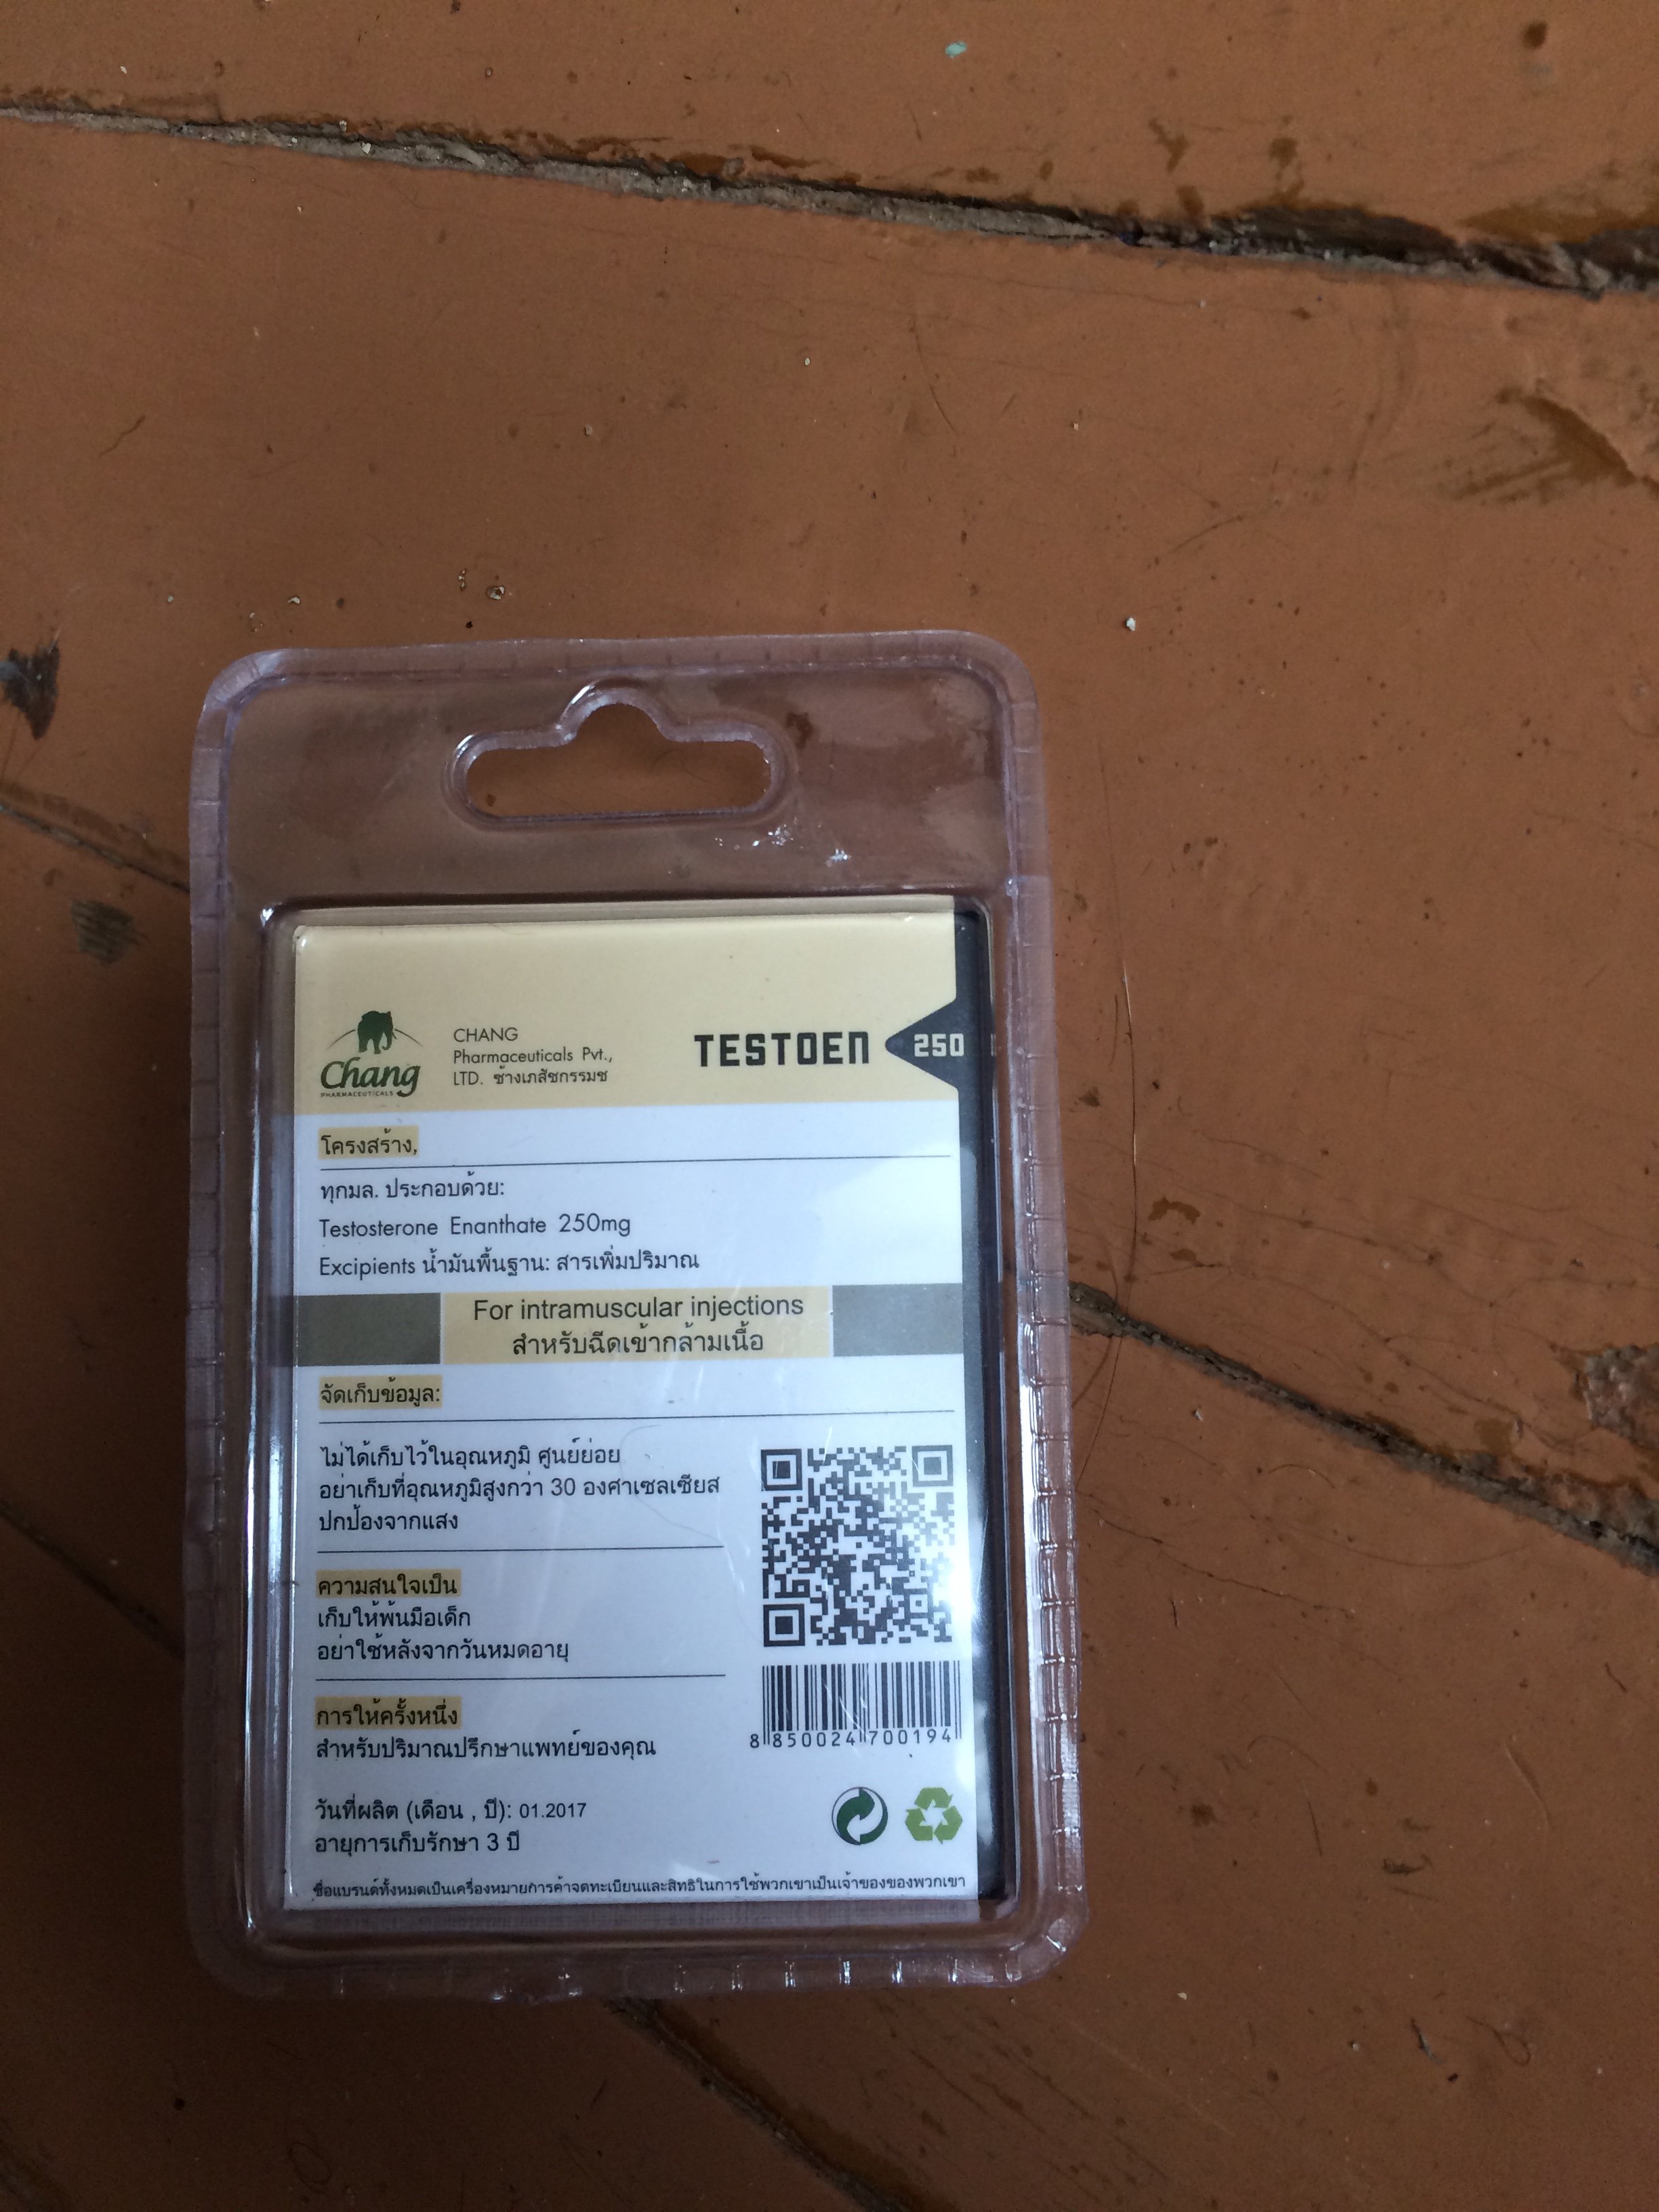 Chang
PHARMACEUTICALS
CHANG
Pharmaceuticals Pvt.,
LTD. ช้างเภสัชกรรมช
TESTOEN
250
โครงสร้าง,
ทุกมล. ประกอบด้วย:
Testosterone Enanthate 250mg
Excipients น้ำมันพื้นฐาน: สารเพิ่มปริมาณ
For intramuscular injections
สำหรับฉีดเข้ากล้ามเนื้อ
จัดเก็บข้อมูล:
ไม่ได้เก็บไว้ในอุณหภูมิ ศูนย์ย่อย
อย่าเก็บที่อุณหภูมิสูงกว่า 30 องศาเซลเซียส
ปกป้องจากแสง
ความสนใจเป็น
เก็บให้พ้นมือเด็ก
อย่าใช้หลังจากวันหมดอายุ
การให้ครั้งหนึ่ง
สำหรับปริมาณปรึกษาแพทย์ของคุณ
8 850024 700194
วันที่ผลิต (เดือน , ปี): 01.2017
อายุการเก็บรักษา 3 ปี
ชื่อแบรนด์ทั้งหมดเป็นเครื่องหมายการค้าจดทะเบียนและสิทธิในการใช้พวกเขาเป็นเจ้าของของพวกเขา